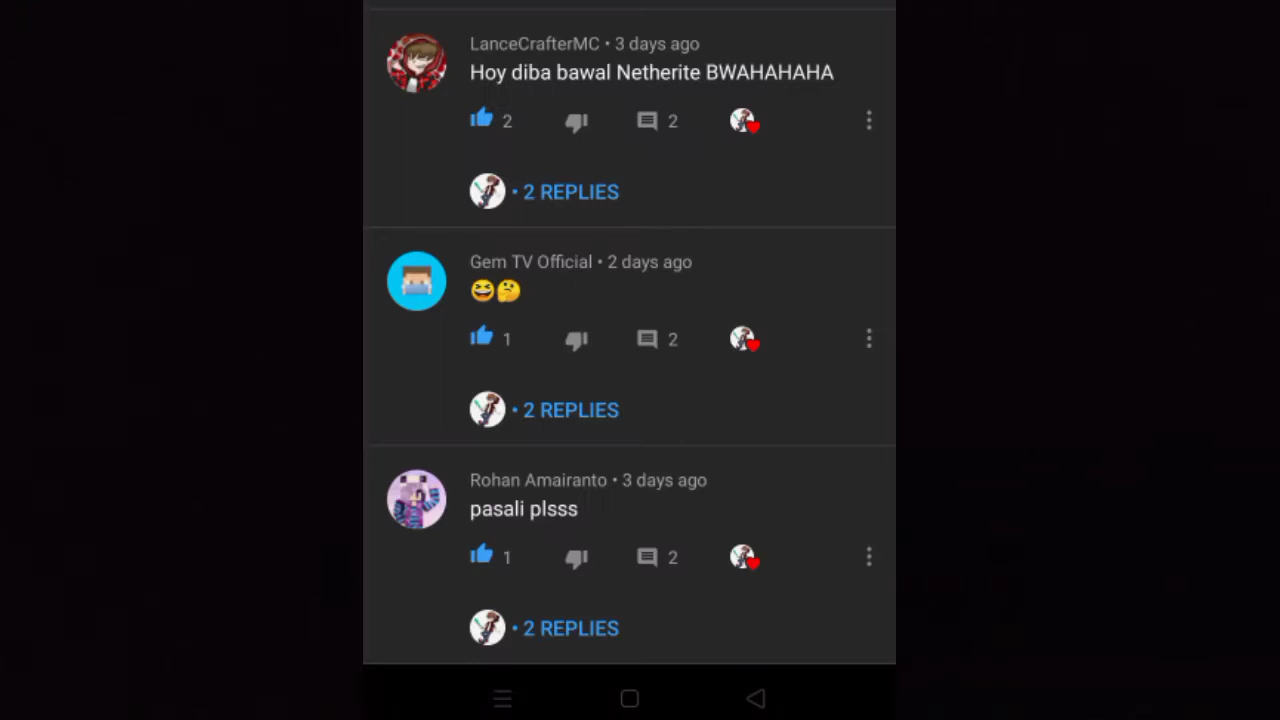 LanceCrafterMC • 3 days ago
Hoy diba bawal Netherite BWAHAHAHA
2 2
• 2 REPLIES
Gem TV Official • 2 days ago
😆🤔
1 2
• 2 REPLIES
Rohan Amairanto • 3 days ago
pasali plsss
1 2
• 2 REPLIES